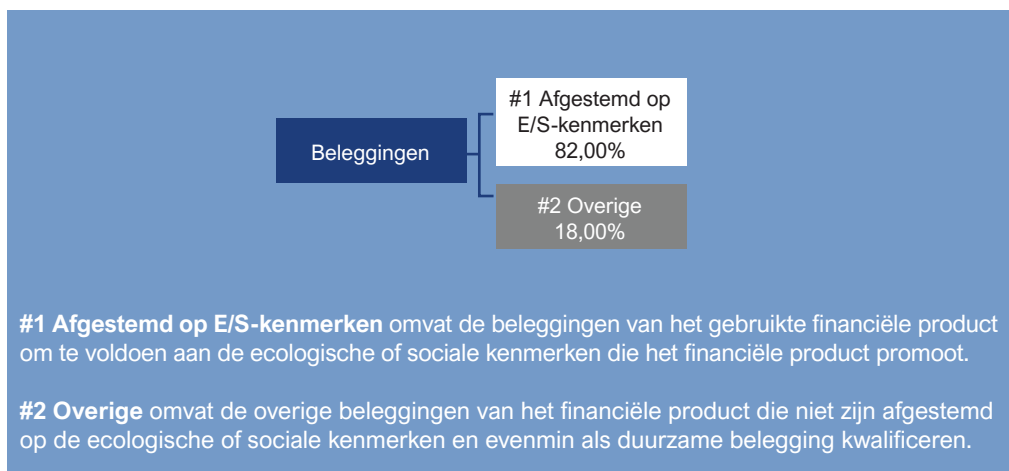 #1 Afgestemd op
E/S-kenmerken
82,00%
Beleggingen
#2 Overige
18,00%
#1 Afgestemd op E/S-kenmerken omvat de beleggingen van het gebruikte financiële product
om te voldoen aan de ecologische of sociale kenmerken die het financiële product promoot.
#2 Overige omvat de overige beleggingen van het financiële product die niet zijn afgestemd
op de ecologische of sociale kenmerken en evenmin als duurzame belegging kwalificeren.